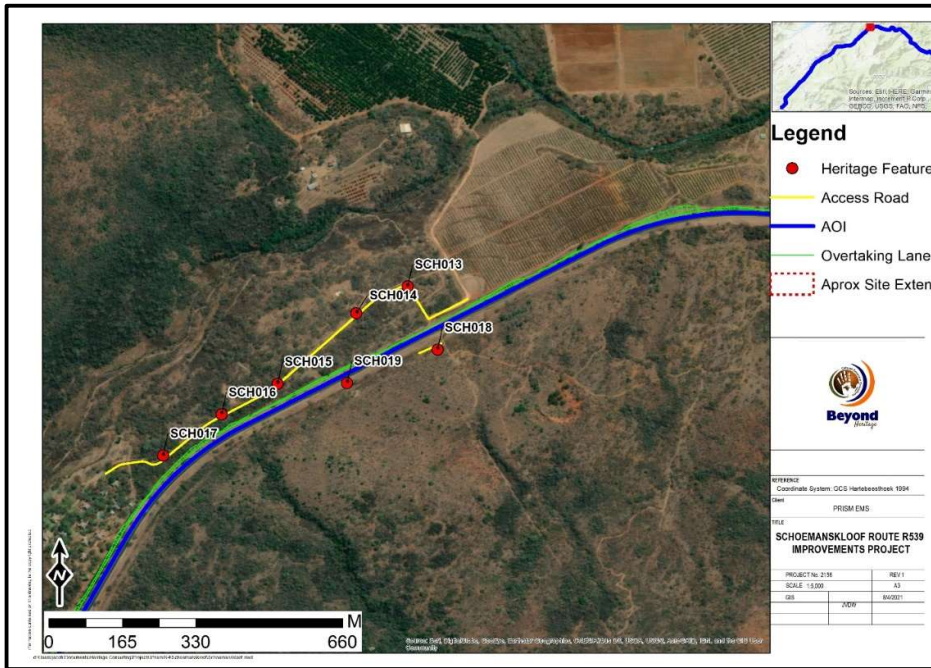 SCH013
SCH014
SCH018
SCH015
SCH019
SCH016
SCH017
N
M
0 165 330 660
Sources: Esri, HERE, Garmin,
Legend
Heritage Feature
Access Road
AOI
Overtaking Lane
Aprox Site Exten
Beyond
Heritage
REFERENCE
Coordinate System: GCS Hartebeesthoek 1994
Client
PRISM EMS
TITLE
SCHOEMANSKLOOF ROUTE R539
IMPROVEMENTS PROJECT
PROJECT No. 2156 REV 1
SCALE 1:5,000 A3
GIS
JVDW